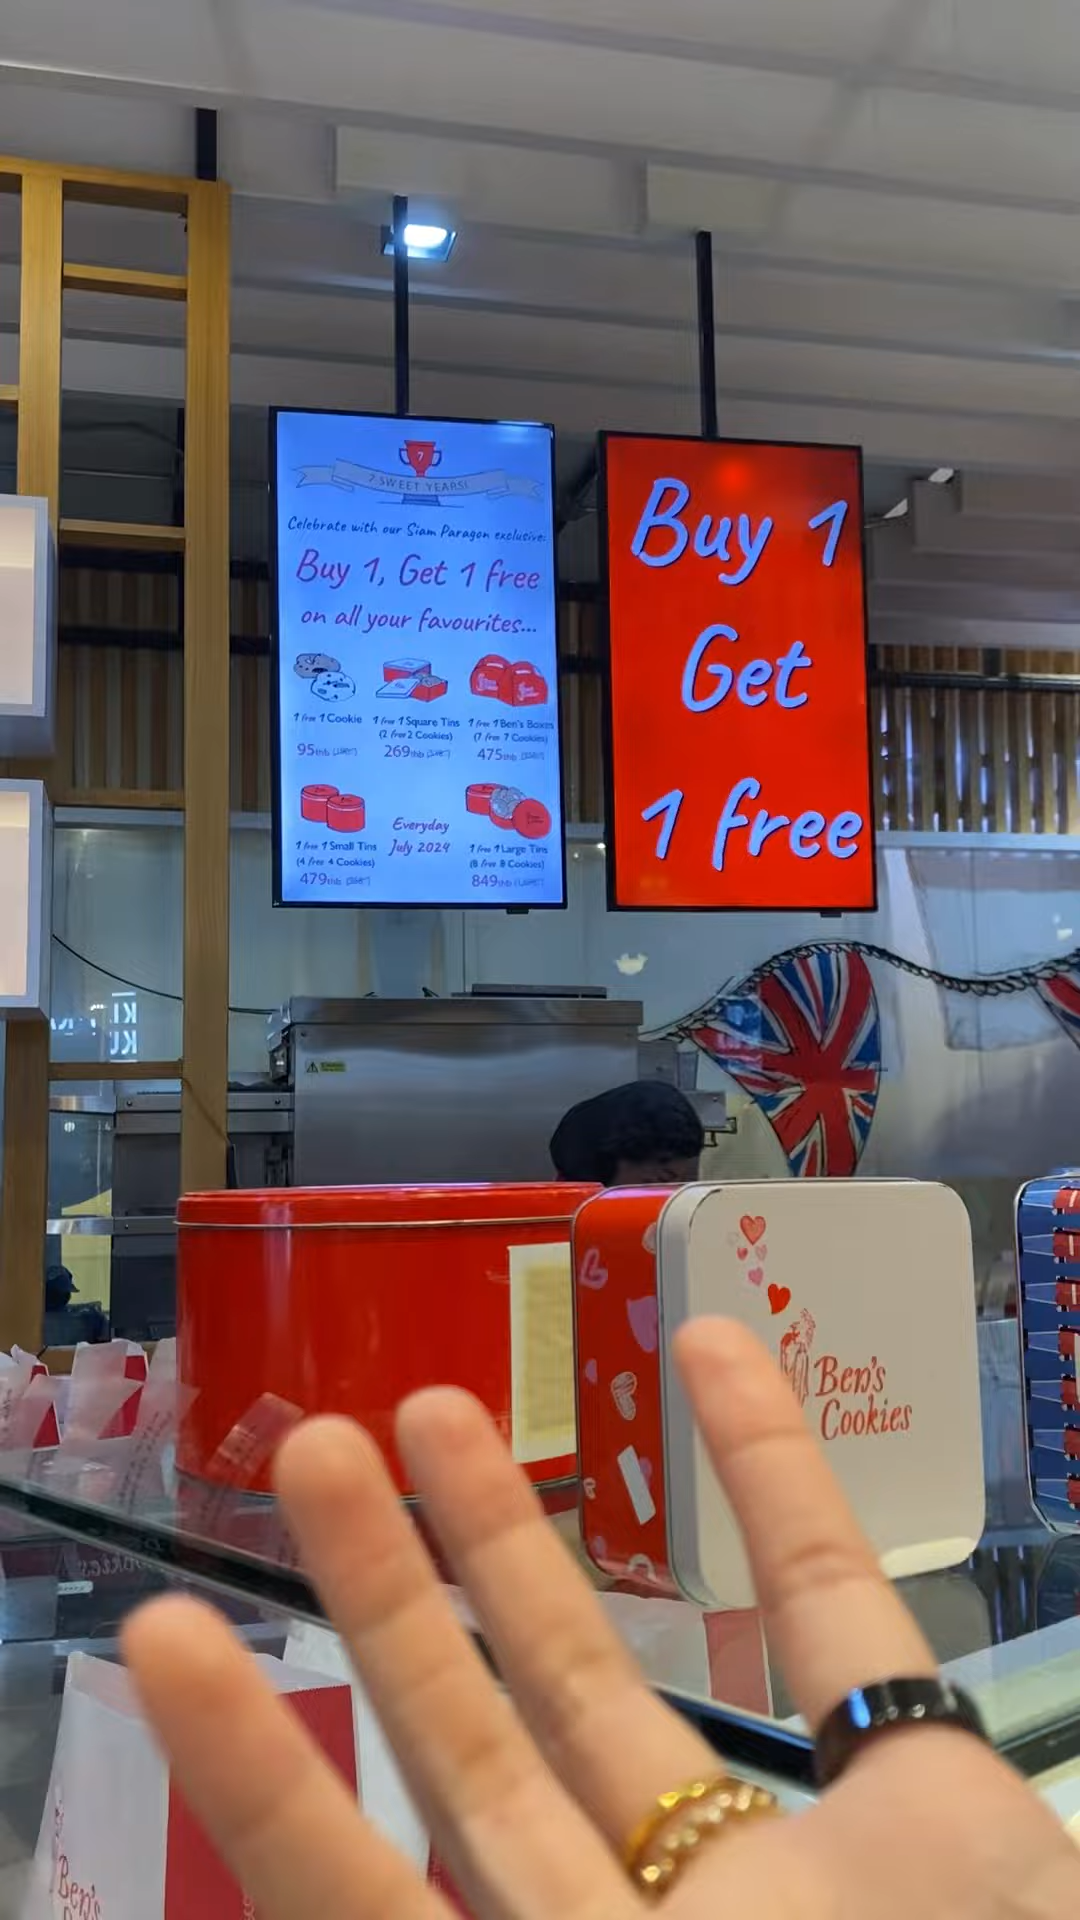 7
7 SWEET YEARS!
Celebrate with our Siam Paragon exclusive:
Buy 1, Get 1 free
on all your favourites...
1 free 1 Cookie
95thb
1 free 1 Square Tins
(2 free 2 Cookies)
269thb
1 free 1 Ben's Boxes
(7 free 7 Cookies)
475thb
1 free 1 Small Tins
(4 free 4 Cookies)
479thb
Everyday
July 2024
1 free 1 Large Tins
(8 free 8 Cookies)
849thb
Buy 1
Get
1 free
Ben's
Cookies
Ben's